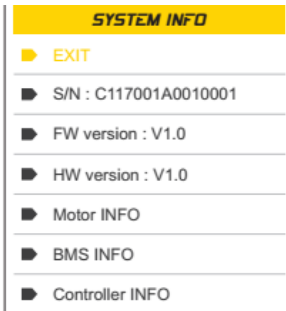 SYSTEM INFO
EXIT
S/N : C117001A0010001
FW version : V1.0
HW version : V1.0
Motor INFO
BMS INFO
Controller INFO